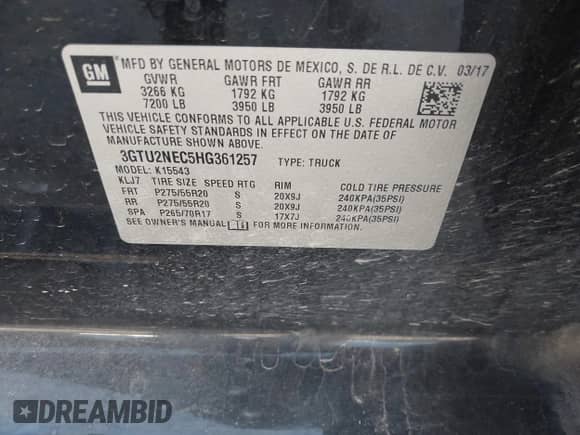 GM
MFD BY GENERAL MOTORS DE MEXICO, S. DE R.L. DE C.V. 03/17
GVWR GAWR FRT GAWR RR
3266 KG 1792 KG 1792 KG
7200 LB 3950 LB 3950 LB
THIS VEHICLE CONFORMS TO ALL APPLICABLE U.S. FEDERAL MOTOR
VEHICLE SAFETY STANDARDS IN EFFECT ON THE DATE OF
MANUFACTURE SHOWN ABOVE.
3GTU2NEC5HG361257 TYPE: TRUCK
MODEL: K15543
KLJ7 TIRE SIZE SPEED RTG RIM COLD TIRE PRESSURE
FRT P275/55R20 S 20X9J 240KPA(35PSI)
RR P275/55R20 S 20X9J 240KPA(35PSI)
SPA P265/70R17 S 17X7J 240KPA(35PSI)
SEE OWNER'S MANUAL
DREAMBID